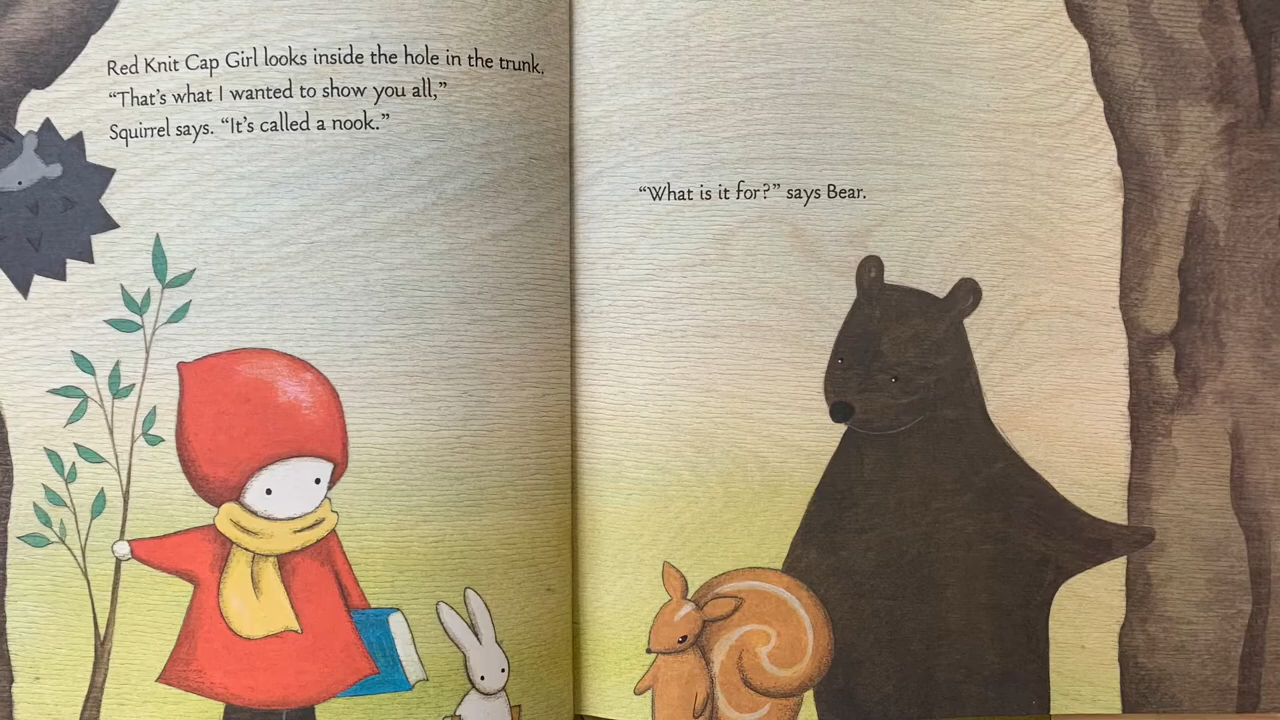 Red Knit Cap Girl looks inside the hole in the trunk.
“That’s what I wanted to show you all,”
Squirrel says. “It’s called a nook.”
“What is it for?” says Bear.